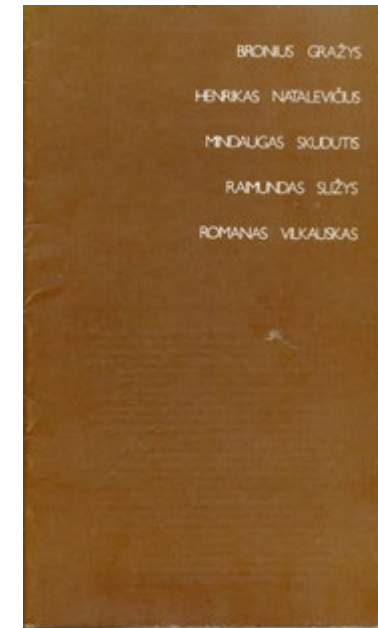 BRONIUS GRAŽYS
HENRIKAS NATALEVIČIUS
MINDAUGAS SKUDUTIS
RAIMUNDAS SLIŽYS
ROMANAS VILKAUSKAS